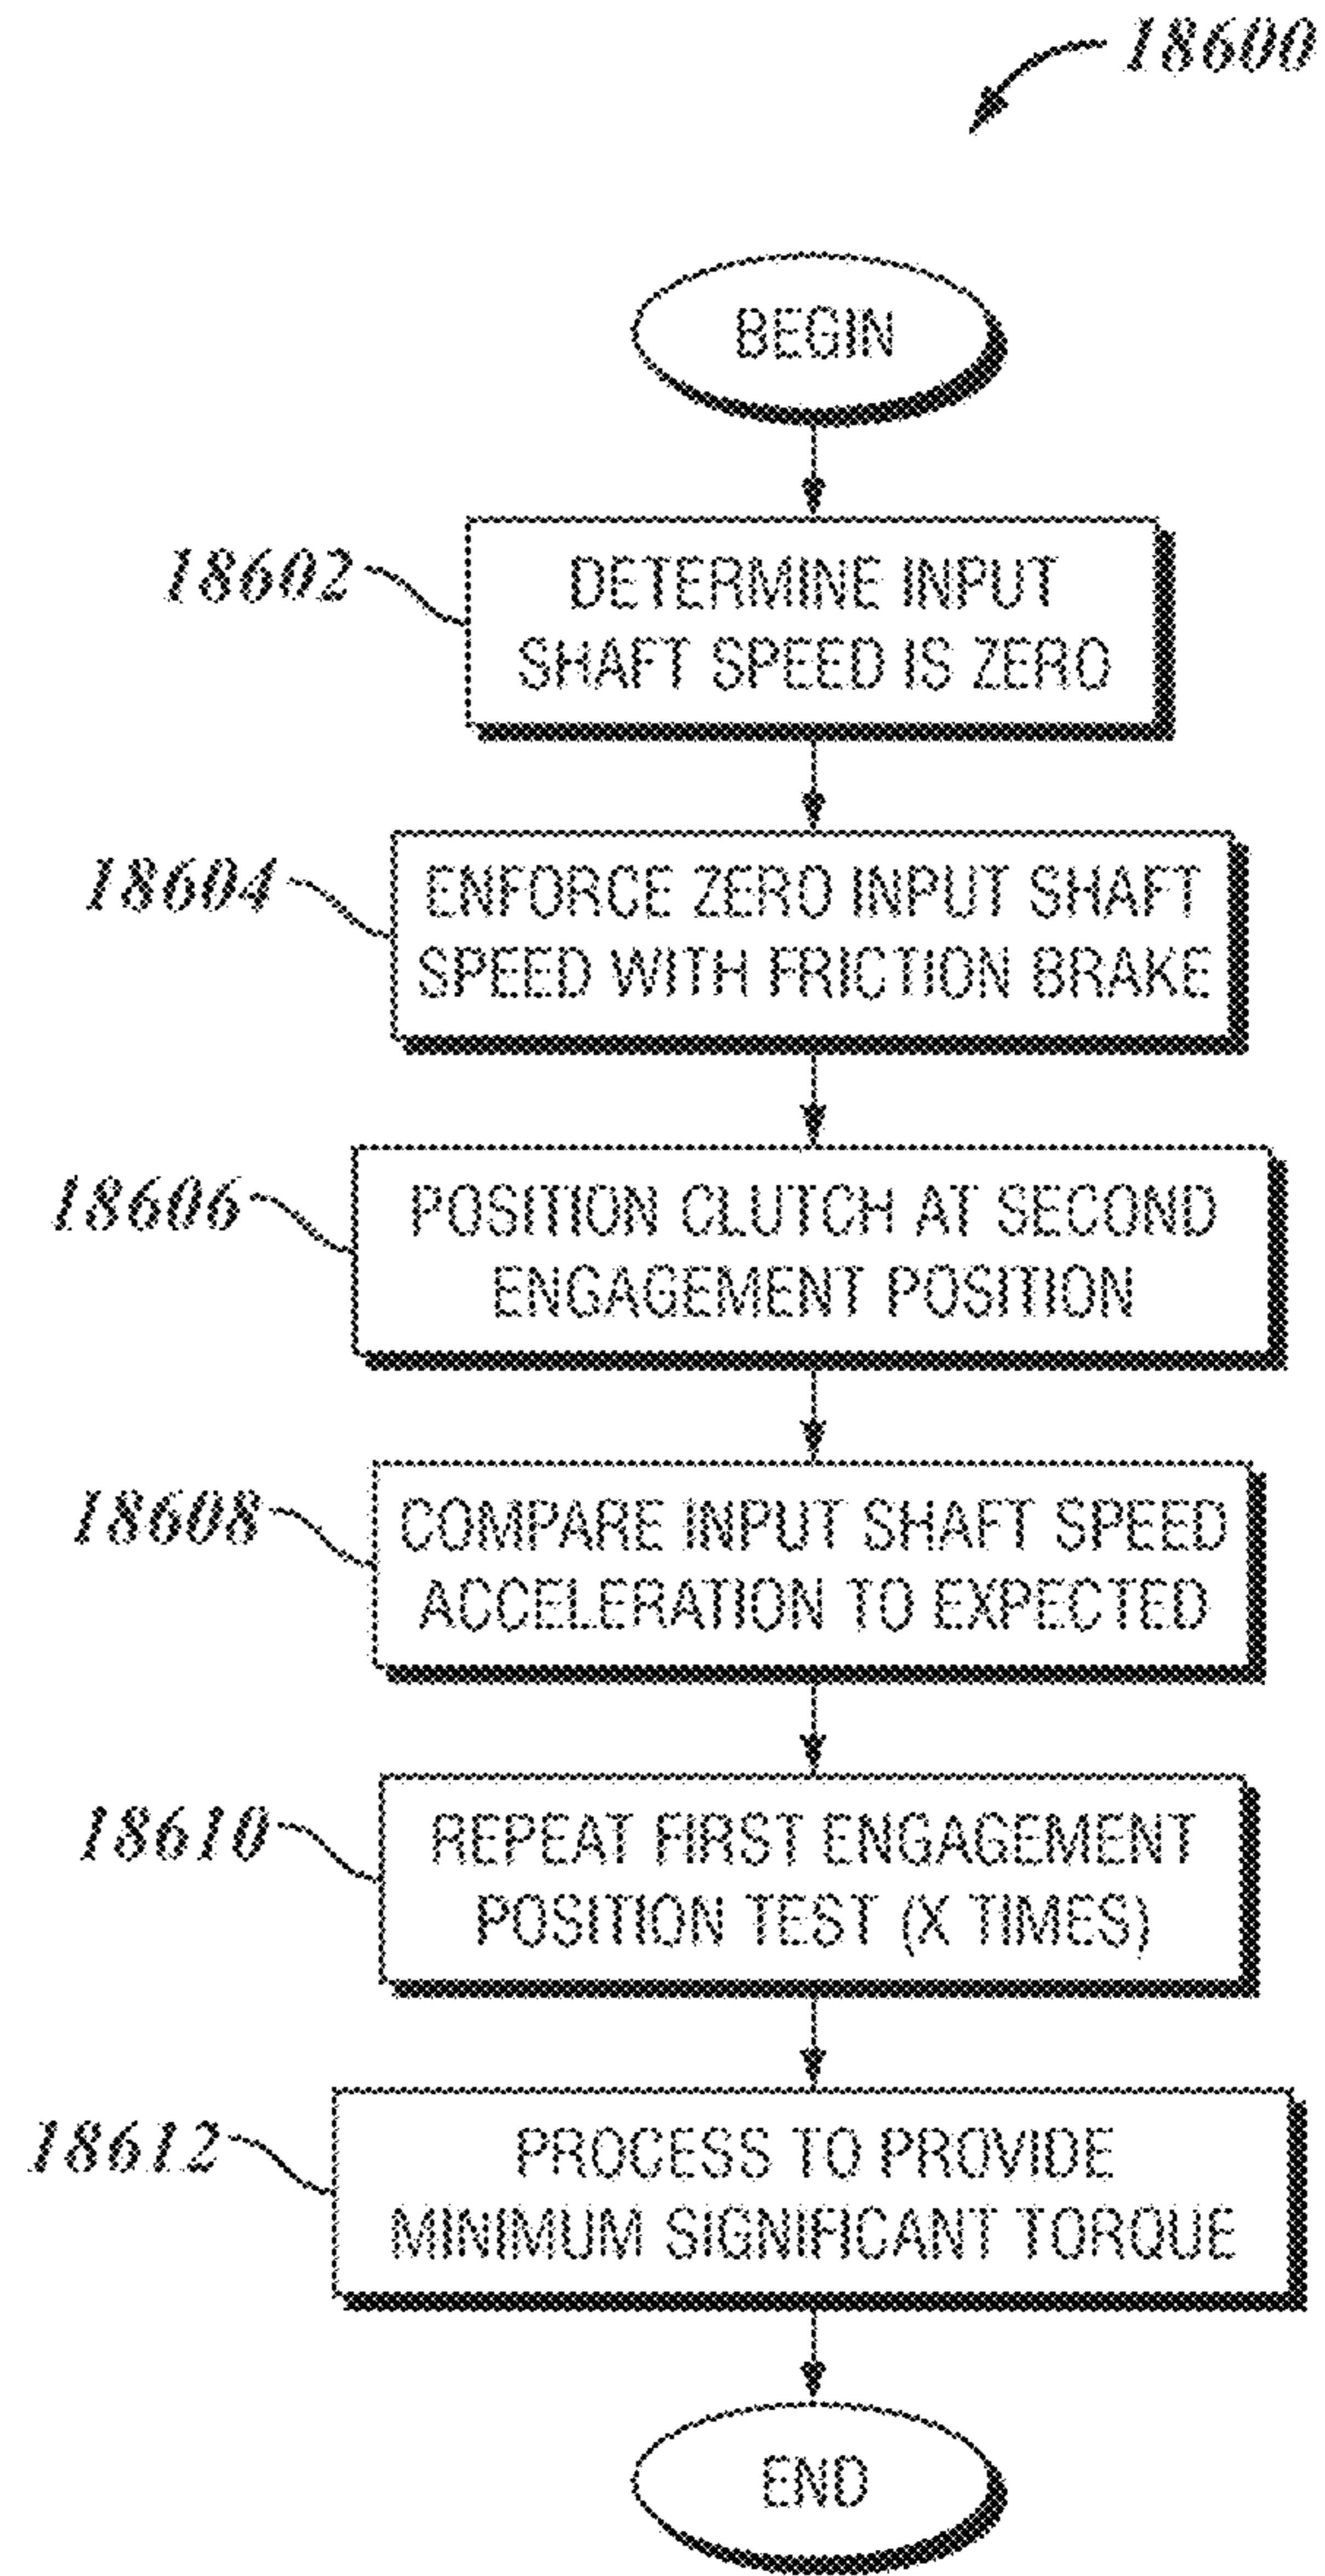 18600
BEGIN
18602
DETERMINE INPUT
SHAFT SPEED IS ZERO
18604
ENFORCE ZERO INPUT SHAFT
SPEED WITH FRICTION BRAKE
18606
POSITION CLUTCH AT SECOND
ENGAGEMENT POSITION
18608
COMPARE INPUT SHAFT SPEED
ACCELERATION TO EXPECTED
18610
REPEAT FIRST ENGAGEMENT
POSITION TEST (X TIMES)
18612
PROCESS TO PROVIDE
MINIMUM SIGNIFICANT TORQUE
END